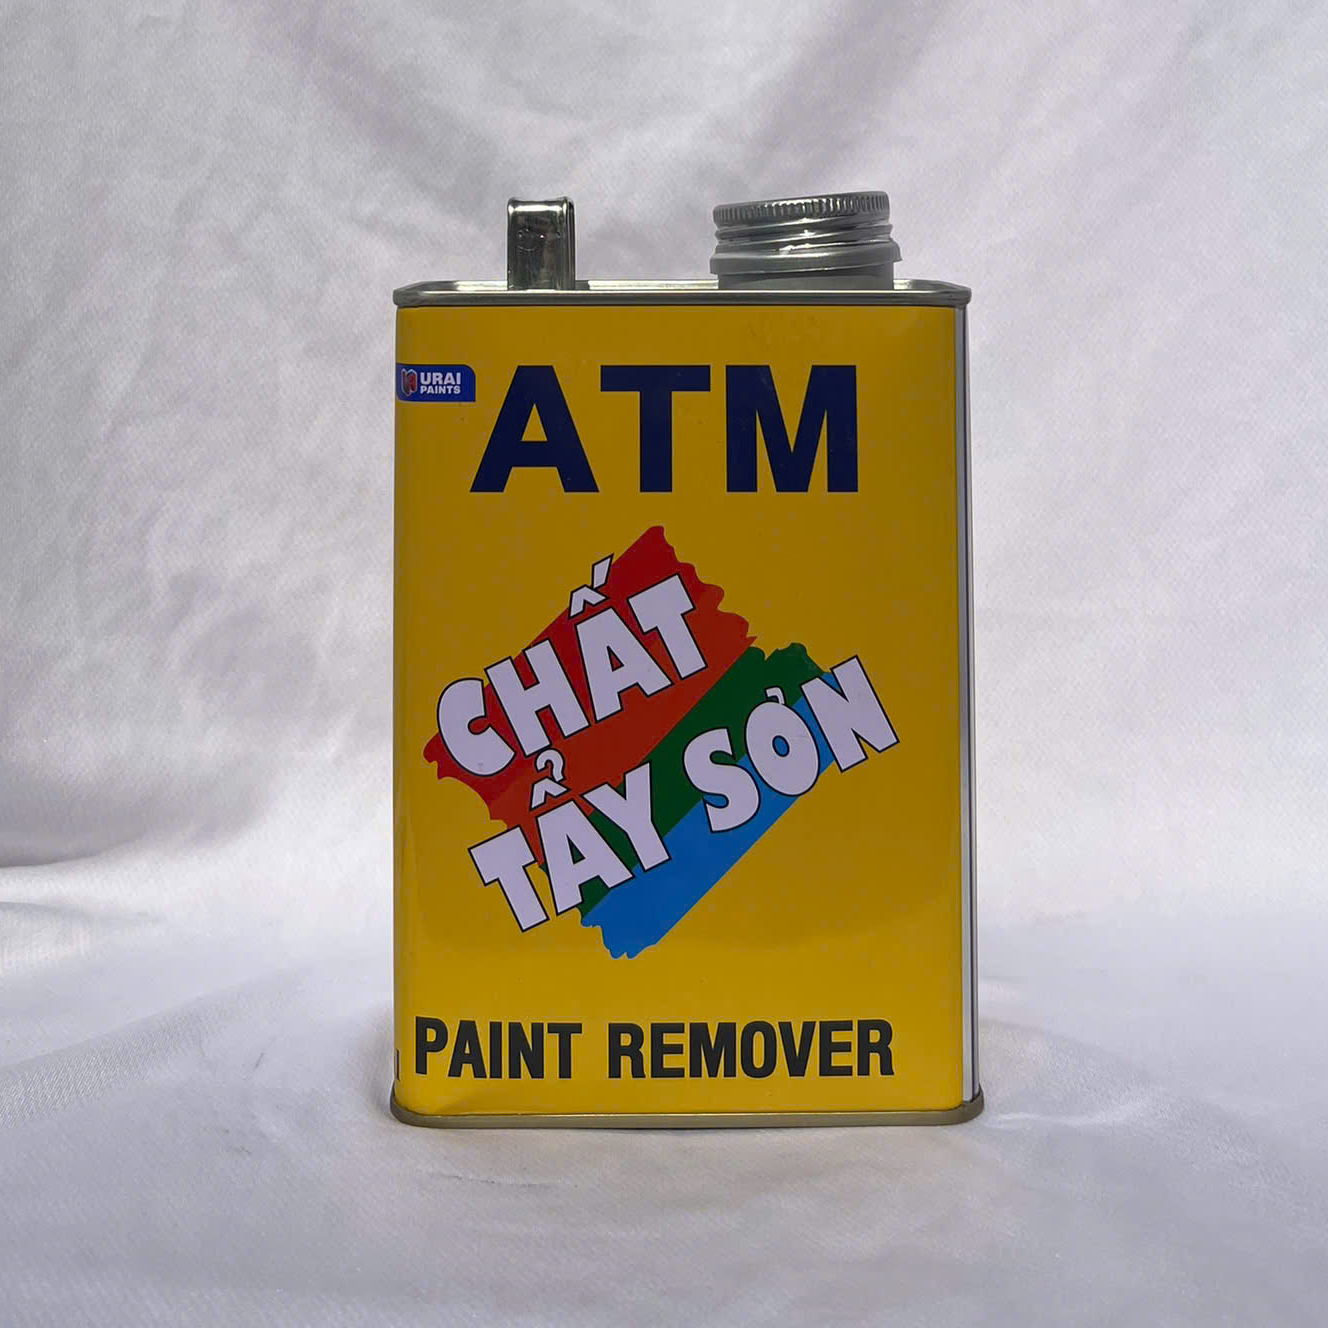 URAI
PAINTS
ATM
CHẤT
TẨY SƠN
PAINT REMOVER